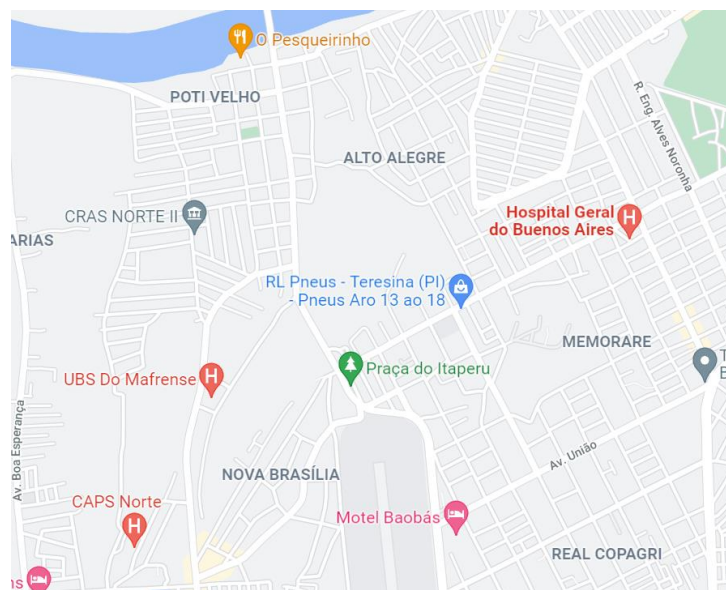 O Pesqueirinho
POTI VELHO
R. Eng. Alves Noronha
ALTO ALEGRE
CRAS NORTE II
Hospital Geral
do Buenos Aires
ARIAS
RL Pneus - Teresina (PI)
- Pneus Aro 13 ao 18
MEMORARE
T
E
Praça do Itaperu
UBS Do Mafrense
Av. Boa Esperança
Av. União
NOVA BRASÍLIA
CAPS Norte
Motel Baobás
REAL COPAGRI
ns